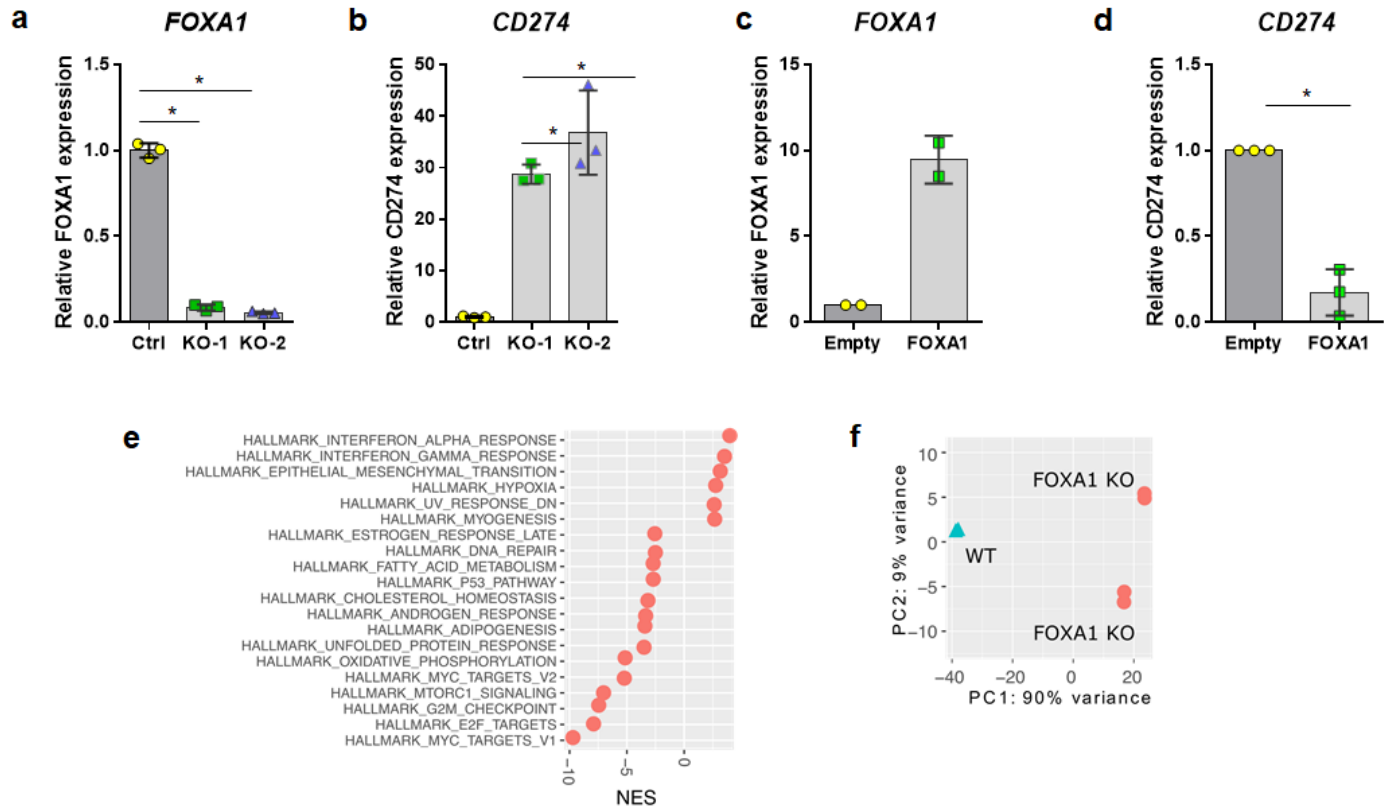 a
FOXA1
Relative FOXA1 expression
1.5
1.0
0.5
0.0
*
*
Ctrl KO-1 KO-2
b
CD274
Relative CD274 expression
50
40
30
20
10
0
*
*
Ctrl KO-1 KO-2
c
FOXA1
Relative FOXA1 expression
15
10
5
0
Empty FOXA1
d
CD274
Relative CD274 expression
1.5
1.0
0.5
0.0
*
Empty FOXA1
e
HALLMARK_INTERFERON_ALPHA_RESPONSE
HALLMARK_INTERFERON_GAMMA_RESPONSE
HALLMARK_EPITHELIAL_MESENCHYMAL_TRANSITION
HALLMARK_HYPOXIA
HALLMARK_UV_RESPONSE_DN
HALLMARK_MYOGENESIS
HALLMARK_ESTROGEN_RESPONSE_LATE
HALLMARK_DNA_REPAIR
HALLMARK_FATTY_ACID_METABOLISM
HALLMARK_P53_PATHWAY
HALLMARK_CHOLESTEROL_HOMEOSTASIS
HALLMARK_ANDROGEN_RESPONSE
HALLMARK_ADIPOGENESIS
HALLMARK_UNFOLDED_PROTEIN_RESPONSE
HALLMARK_OXIDATIVE_PHOSPHORYLATION
HALLMARK_MYC_TARGETS_V2
HALLMARK_MTORC1_SIGNALING
HALLMARK_G2M_CHECKPOINT
HALLMARK_E2F_TARGETS
HALLMARK_MYC_TARGETS_V1
−10 −5 0
NES
f
PC2: 9% variance
10
5
0
−5
−10
FOXA1 KO
WT
FOXA1 KO
−40 −20 0 20
PC1: 90% variance